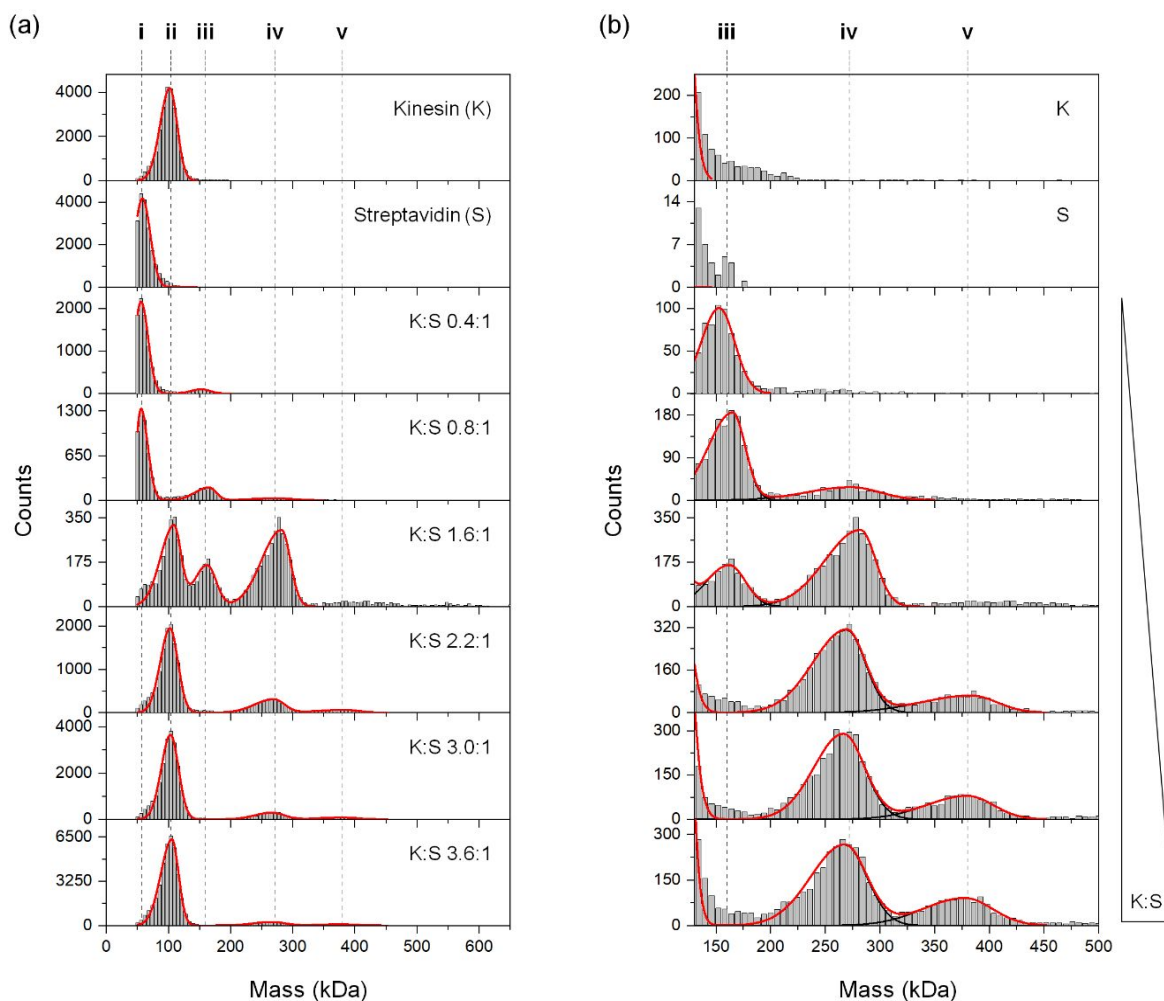 (a)
i ii iii iv v
4000
2000
0
Kinesin (K)
4000
2000
0
Streptavidin (S)
2000
1000
0
K:S 0.4:1
1300
650
0
K:S 0.8:1
350
175
0
K:S 1.6:1
2000
1000
0
K:S 2.2:1
4000
2000
0
K:S 3.0:1
6500
3250
0
K:S 3.6:1
0 100 200 300 400 500 600
Counts
Mass (kDa)
(b)
iii iv v
200
100
0
K
14
7
0
S
100
50
0
180
90
0
350
175
0
320
160
0
300
150
0
300
150
0
150 200 250 300 350 400 450 500
Counts
Mass (kDa)
K:S